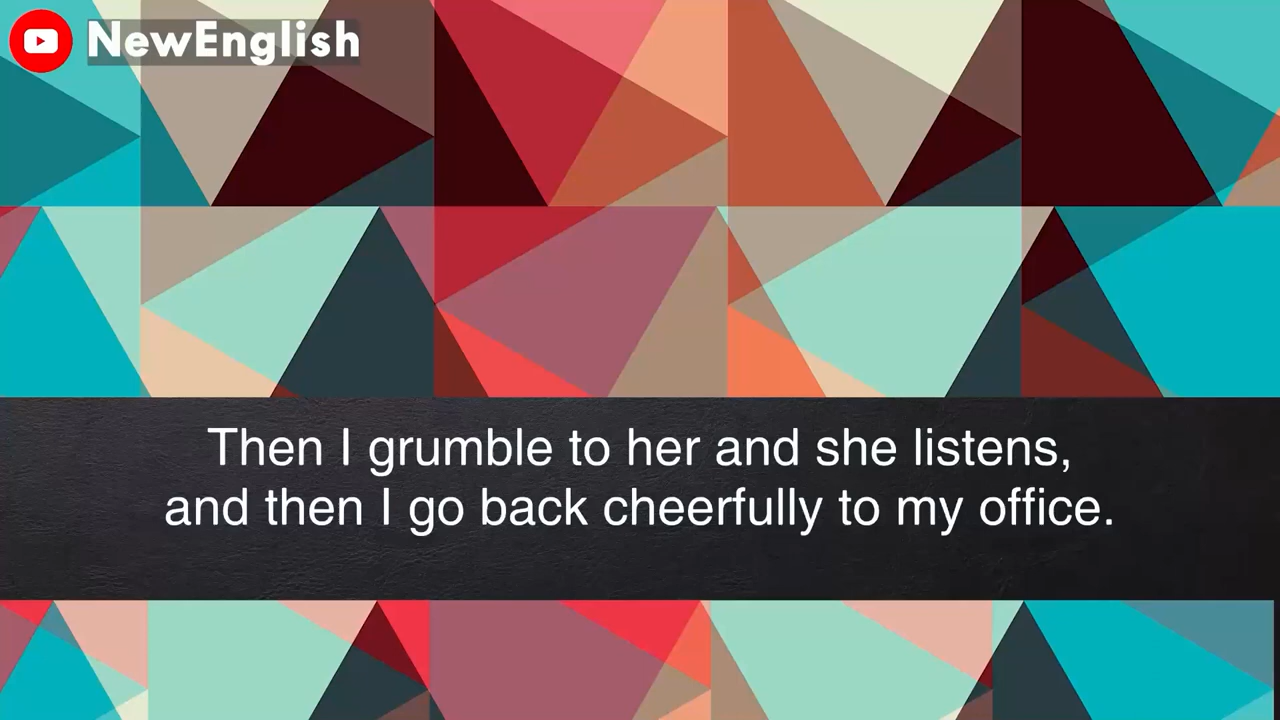 NewEnglish
Then I grumble to her and she listens,
and then I go back cheerfully to my office.